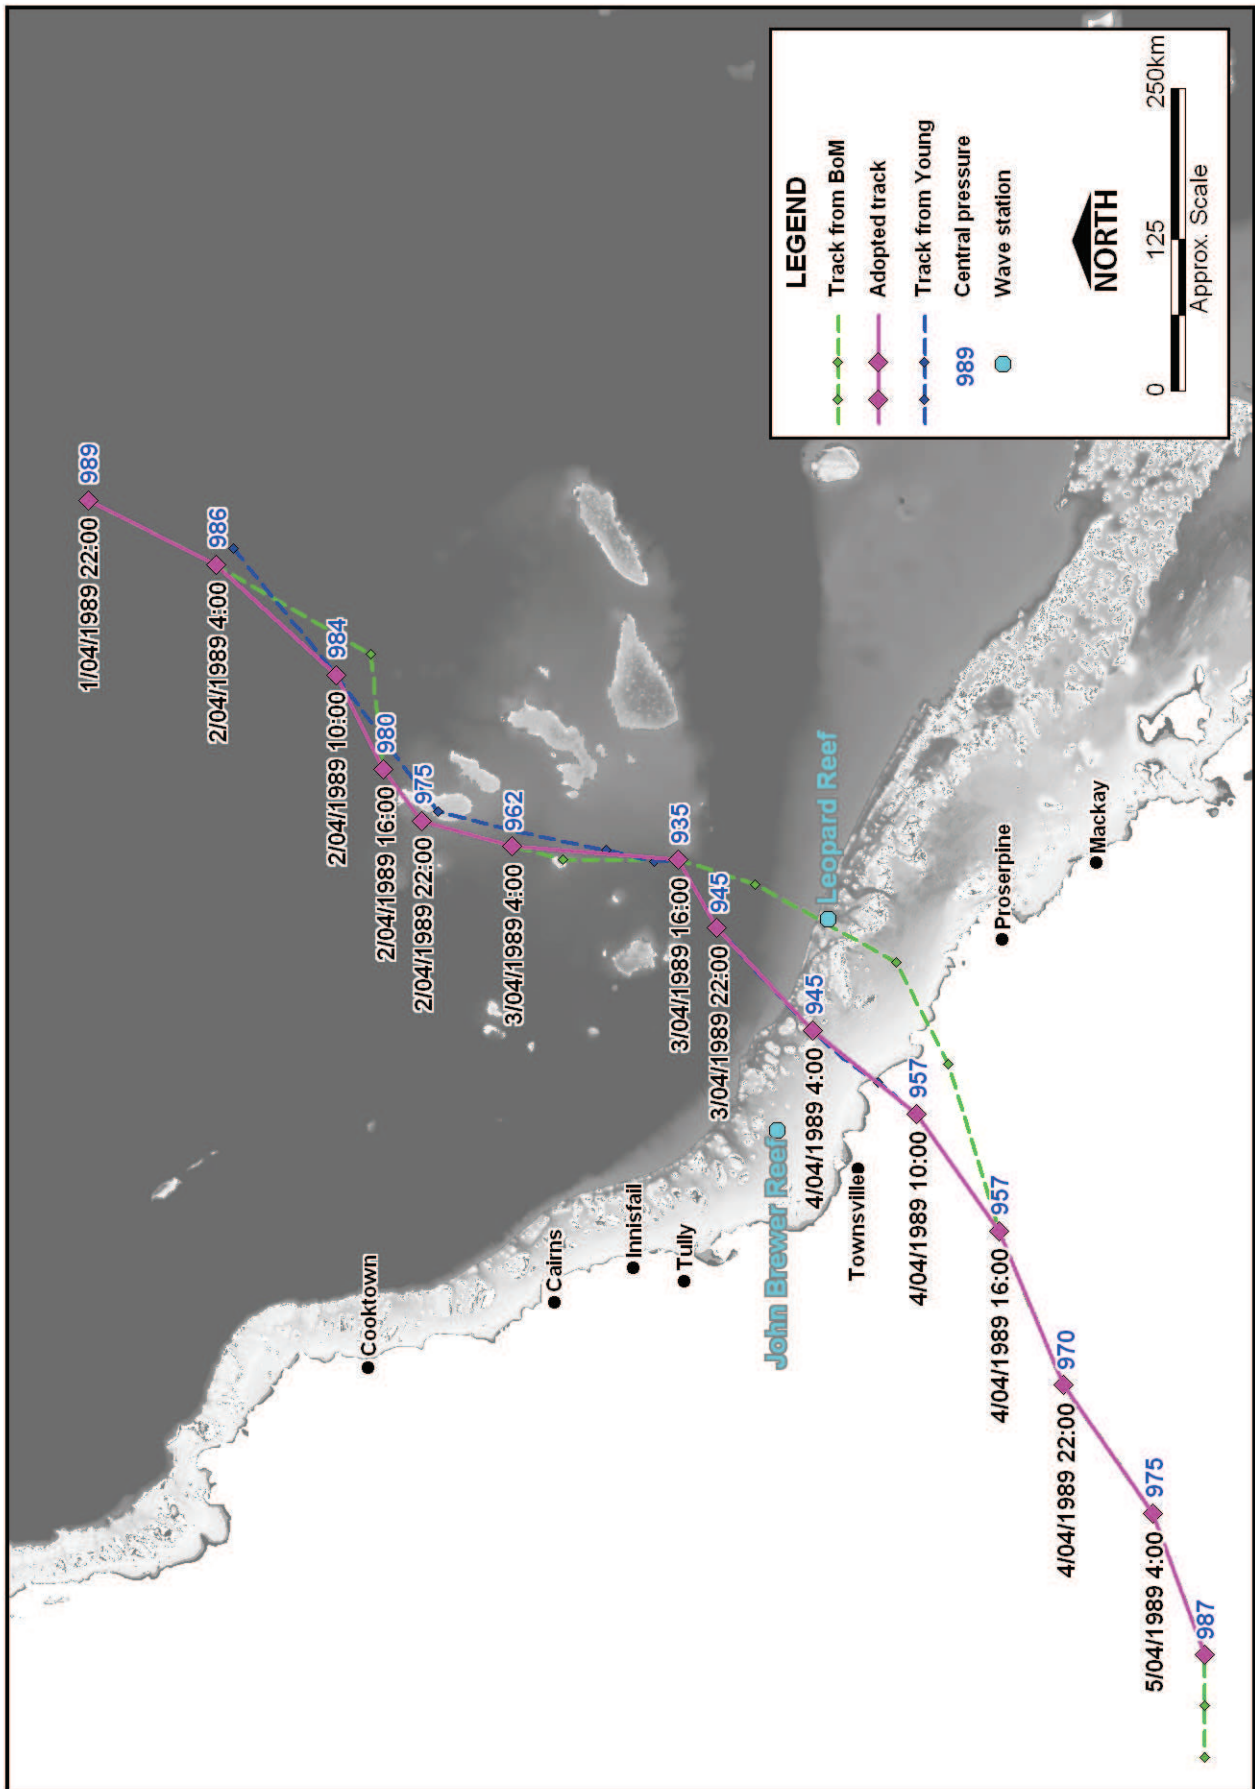 1/04/1989 22:00
989
2/04/1989 4:00
986
2/04/1989 10:00
984
2/04/1989 16:00
980
2/04/1989 22:00
975
3/04/1989 4:00
962
3/04/1989 16:00
935
3/04/1989 22:00
945
4/04/1989 4:00
945
4/04/1989 10:00
957
4/04/1989 16:00
957
4/04/1989 22:00
970
5/04/1989 4:00
975
987
Cooktown
Cairns
Innisfail
Tully
John Brewer Reef
Townsville
Leopard Reef
Proserpine
Mackay
LEGEND
Track from BoM
Adopted track
Track from Young
989 Central pressure
Wave station
NORTH
0 125 250km
Approx. Scale